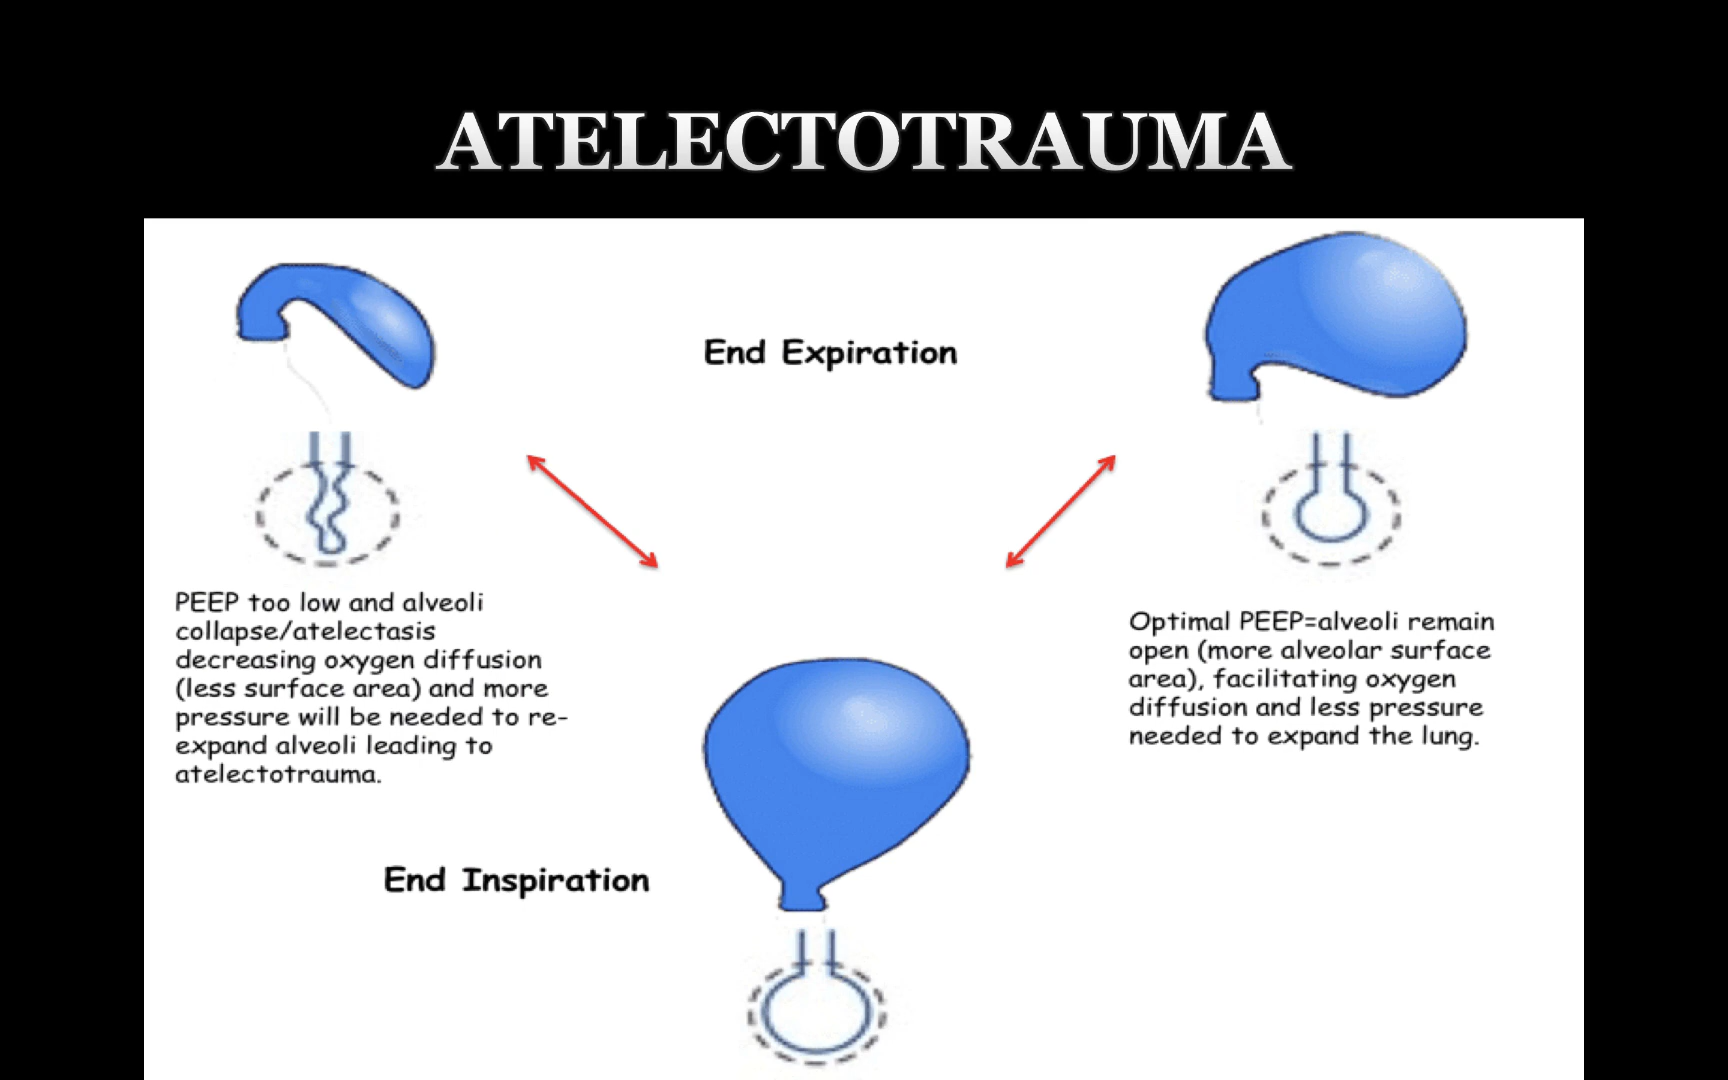 ATELECTOTRAUMA
End Expiration
PEEP too low and alveoli
collapse/atelectasis
decreasing oxygen diffusion
(less surface area) and more
pressure will be needed to re-
expand alveoli leading to
atelectotrauma.
Optimal PEEP=alveoli remain
open (more alveolar surface
area), facilitating oxygen
diffusion and less pressure
needed to expand the lung.
End Inspiration